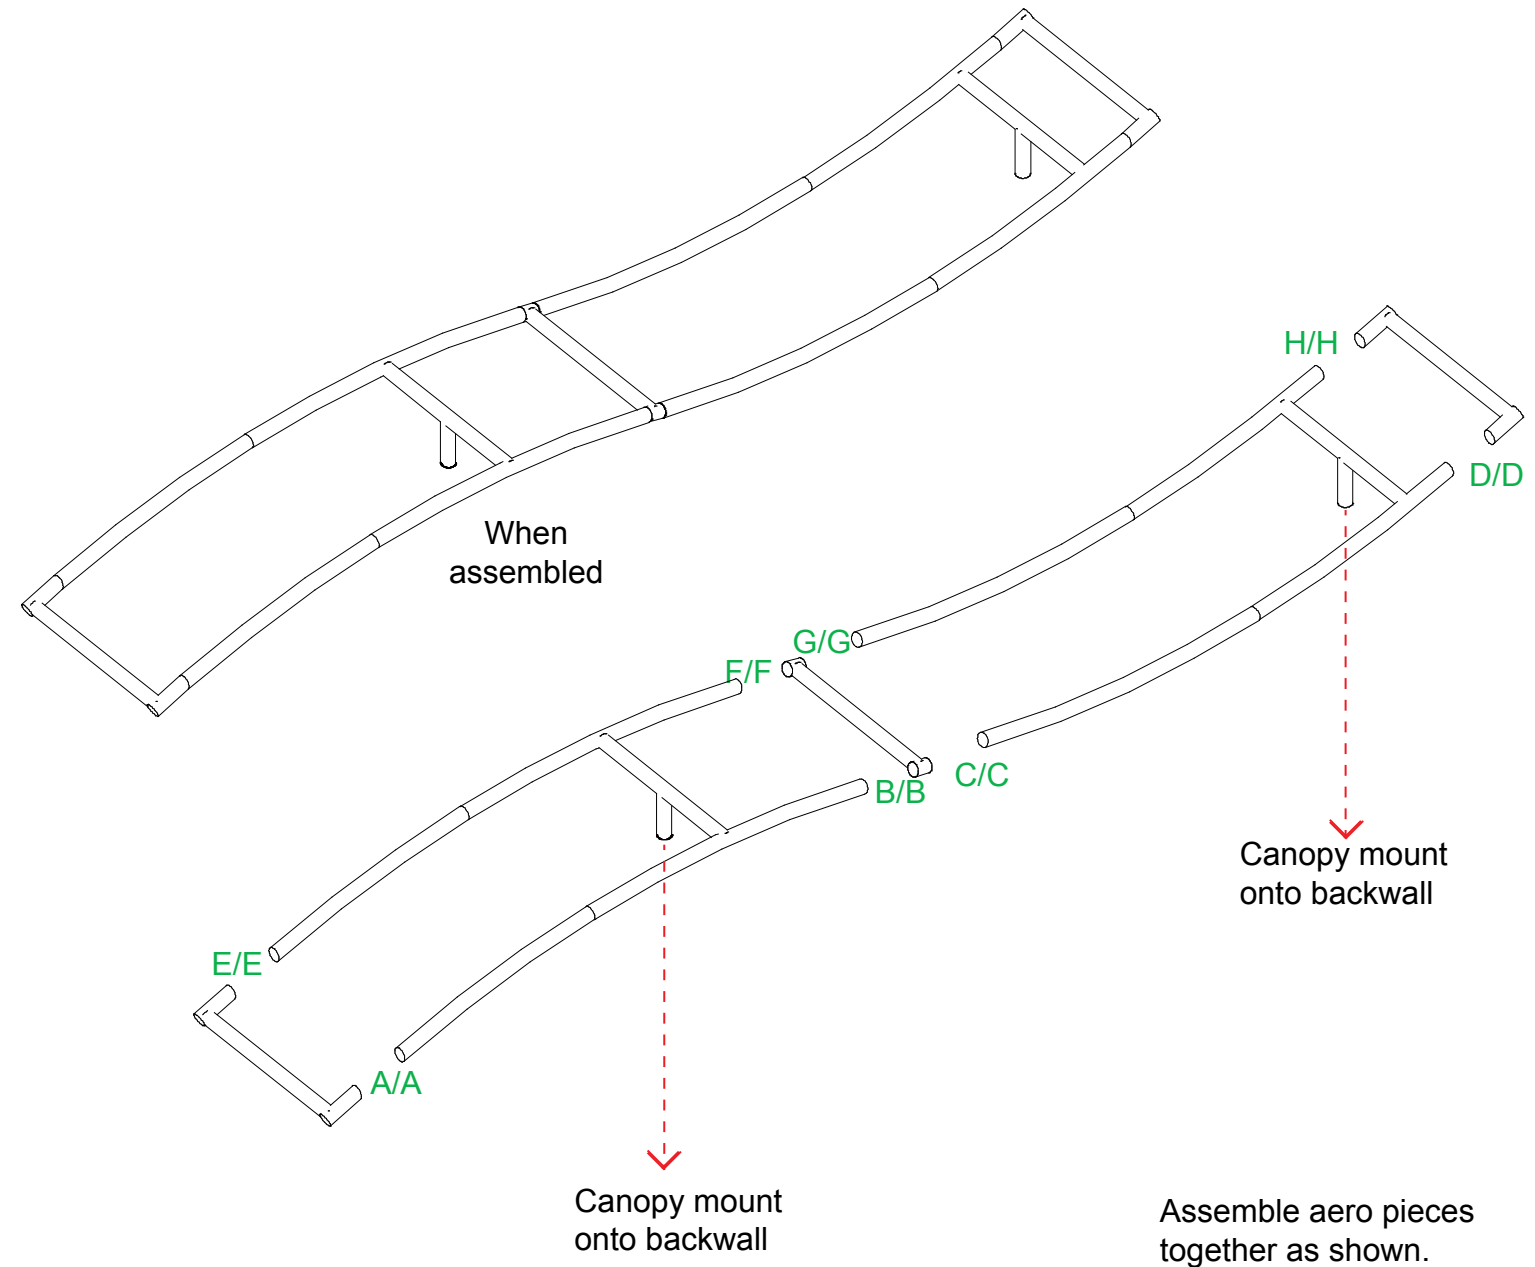 H/H
D/D
When
assembled
G/G
F/F
C/C
B/B
Canopy mount
onto backwall
E/E
A/A
Canopy mount
onto backwall
Assemble aero pieces
together as shown.